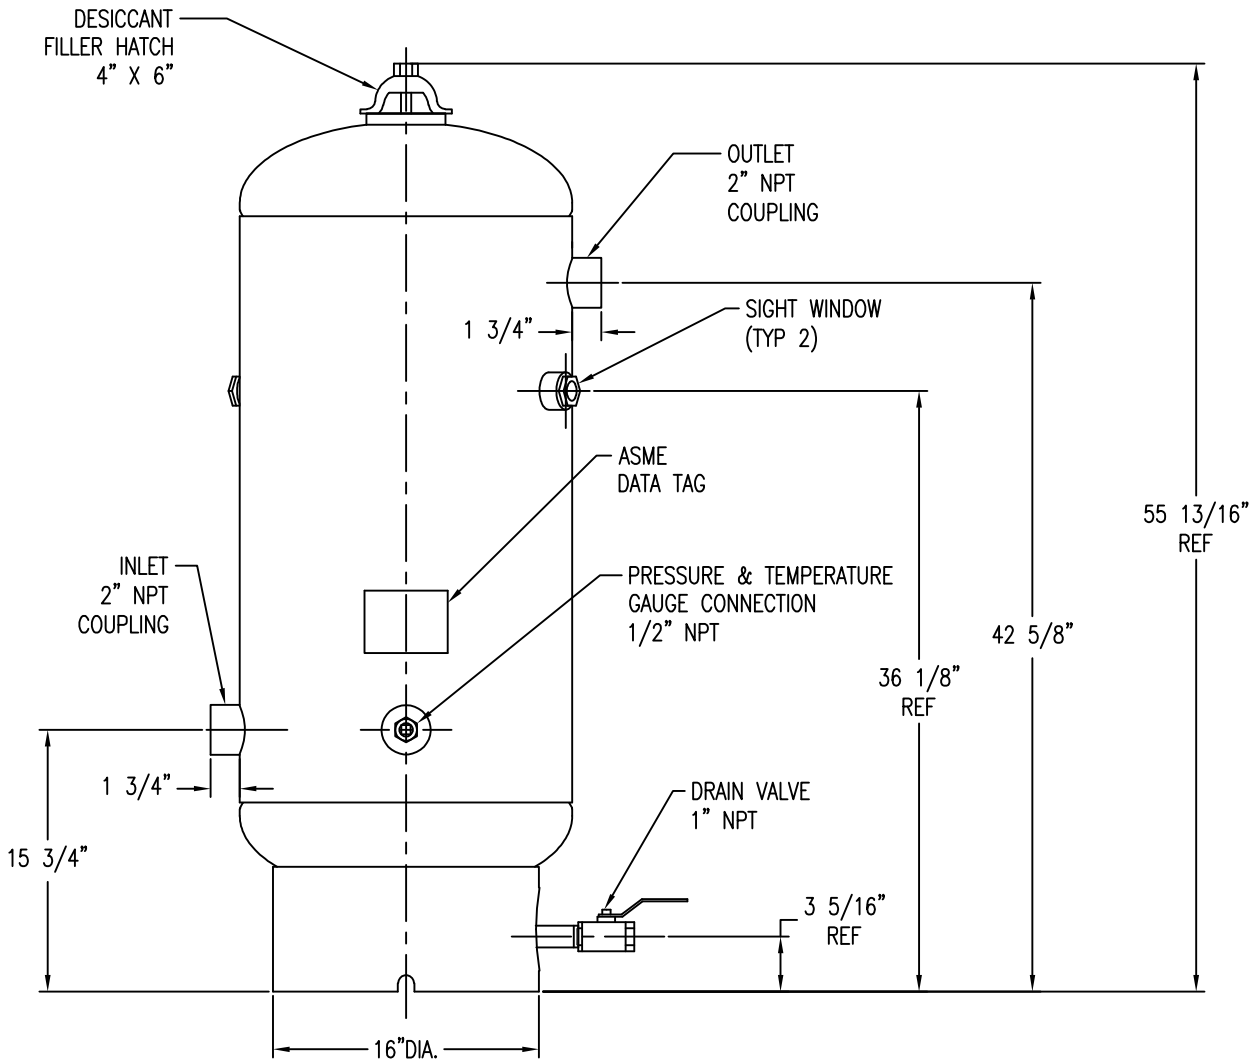 DESICCANT
FILLER HATCH
4" X 6"
OUTLET
2" NPT
COUPLING
1 3/4"
SIGHT WINDOW
(TYP 2)
ASME
DATA TAG
55 13/16"
REF
INLET
2" NPT
COUPLING
PRESSURE & TEMPERATURE
GAUGE CONNECTION
1/2" NPT
42 5/8"
36 1/8"
REF
1 3/4"
DRAIN VALVE
1" NPT
15 3/4"
3 5/16"
REF
16"DIA.